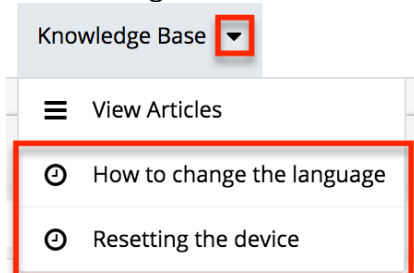 Knowledge Base
View Articles
How to change the language
Resetting the device